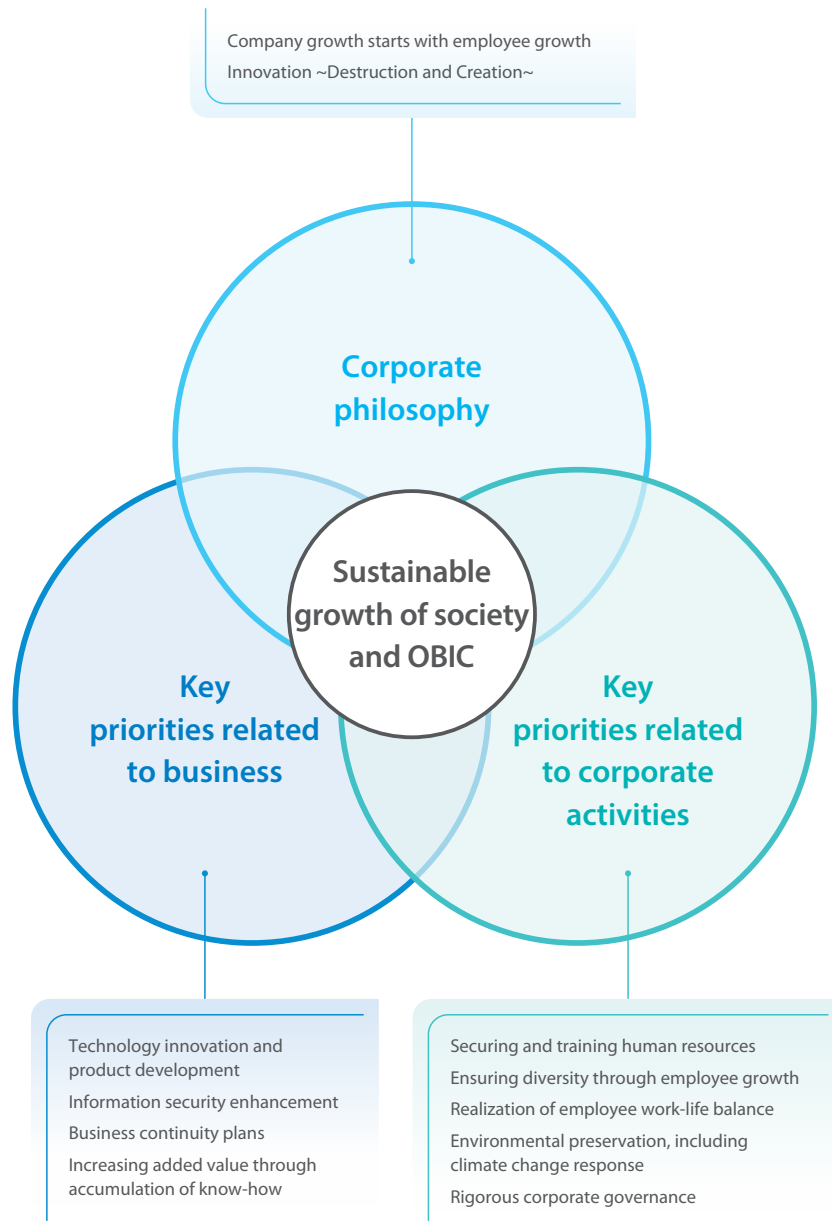 Company growth starts with employee growth
Innovation ~Destruction and Creation~
Corporate
philosophy
Sustainable
growth of society
and OBIC
Key
priorities related
to business
Key
priorities related
to corporate
activities
Technology innovation and
product development
Information security enhancement
Business continuity plans
Increasing added value through
accumulation of know-how
Securing and training human resources
Ensuring diversity through employee growth
Realization of employee work-life balance
Environmental preservation, including
climate change response
Rigorous corporate governance